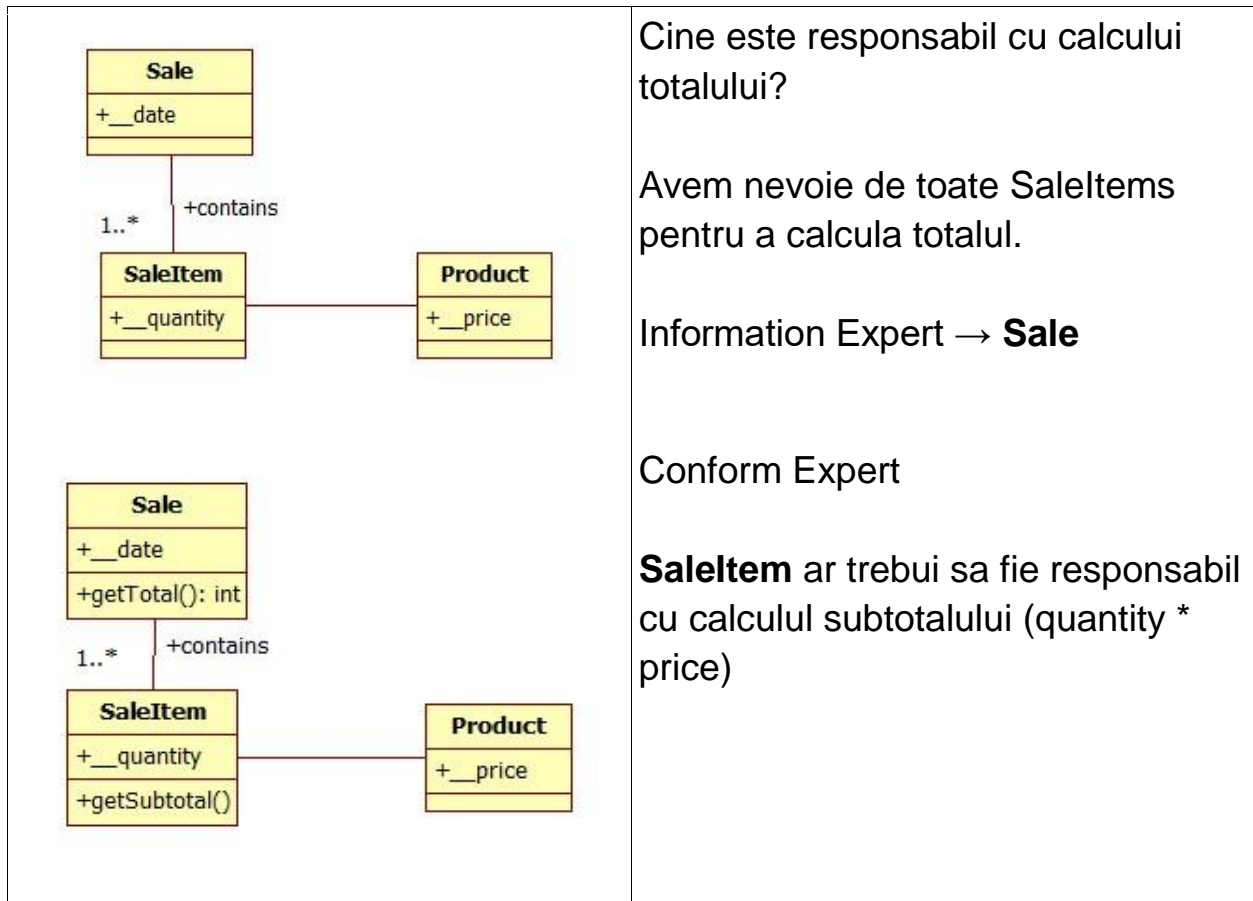 Sale
+__date
+contains
1..*
SaleItem
+__quantity
Product
+__price
Sale
+__date
+getTotal(): int
+contains
1..*
SaleItem
+__quantity
+getSubtotal()
Product
+__price
Cine este responsabil cu calcului
totalului?
Avem nevoie de toate SaleItems
pentru a calcula totalul.
Information Expert → Sale
Conform Expert
SaleItem ar trebui sa fie responsabil
cu calculul subtotalului (quantity *
price)